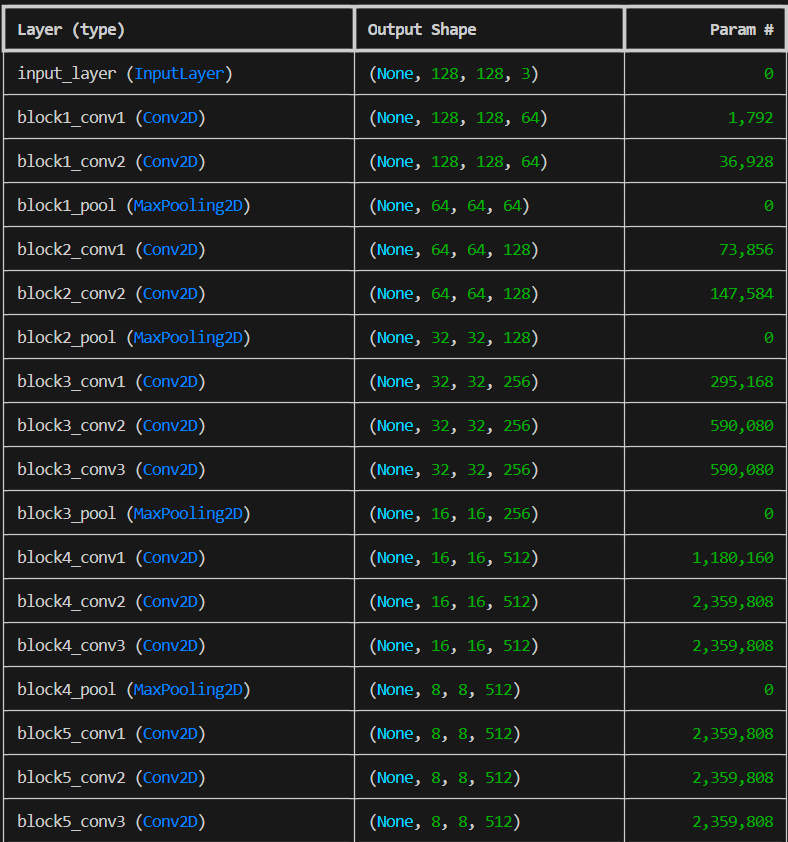 Layer (type) Output Shape Param #
input_layer (InputLayer) (None, 128, 128, 3) 0
block1_conv1 (Conv2D) (None, 128, 128, 64) 1,792
block1_conv2 (Conv2D) (None, 128, 128, 64) 36,928
block1_pool (MaxPooling2D) (None, 64, 64, 64) 0
block2_conv1 (Conv2D) (None, 64, 64, 128) 73,856
block2_conv2 (Conv2D) (None, 64, 64, 128) 147,584
block2_pool (MaxPooling2D) (None, 32, 32, 128) 0
block3_conv1 (Conv2D) (None, 32, 32, 256) 295,168
block3_conv2 (Conv2D) (None, 32, 32, 256) 590,080
block3_conv3 (Conv2D) (None, 32, 32, 256) 590,080
block3_pool (MaxPooling2D) (None, 16, 16, 256) 0
block4_conv1 (Conv2D) (None, 16, 16, 512) 1,180,160
block4_conv2 (Conv2D) (None, 16, 16, 512) 2,359,808
block4_conv3 (Conv2D) (None, 16, 16, 512) 2,359,808
block4_pool (MaxPooling2D) (None, 8, 8, 512) 0
block5_conv1 (Conv2D) (None, 8, 8, 512) 2,359,808
block5_conv2 (Conv2D) (None, 8, 8, 512) 2,359,808
block5_conv3 (Conv2D) (None, 8, 8, 512) 2,359,808